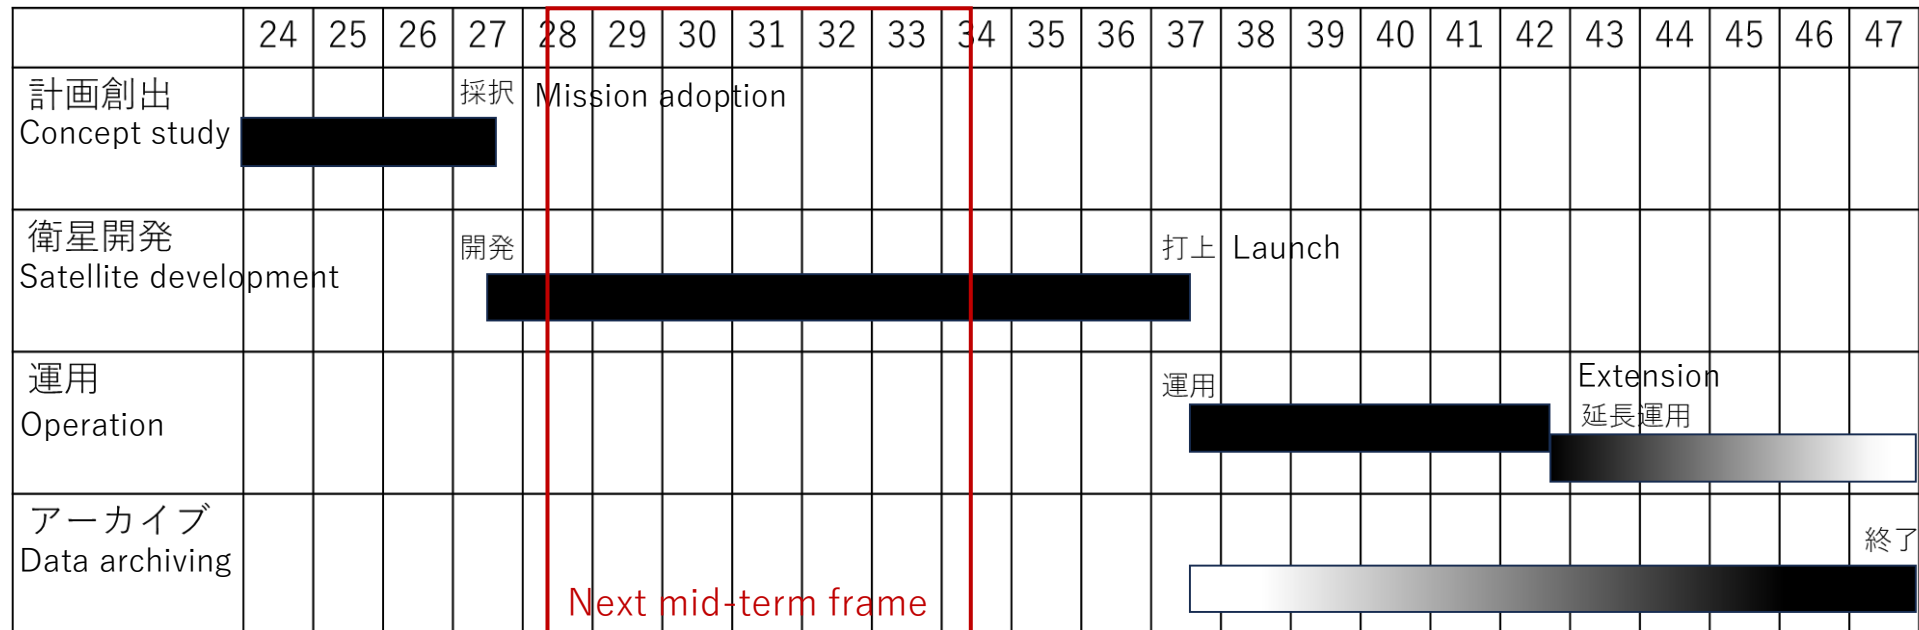 24 25 26 27 28 29 30 31 32 33 34 35 36 37 38 39 40 41 42 43 44 45 46 47
計画創出
Concept study
採択 Mission adoption
衛星開発
Satellite development
開発
打上 Launch
運用
Operation
運用
Extension
延長運用
アーカイブ
Data archiving
終了
Next mid-term frame